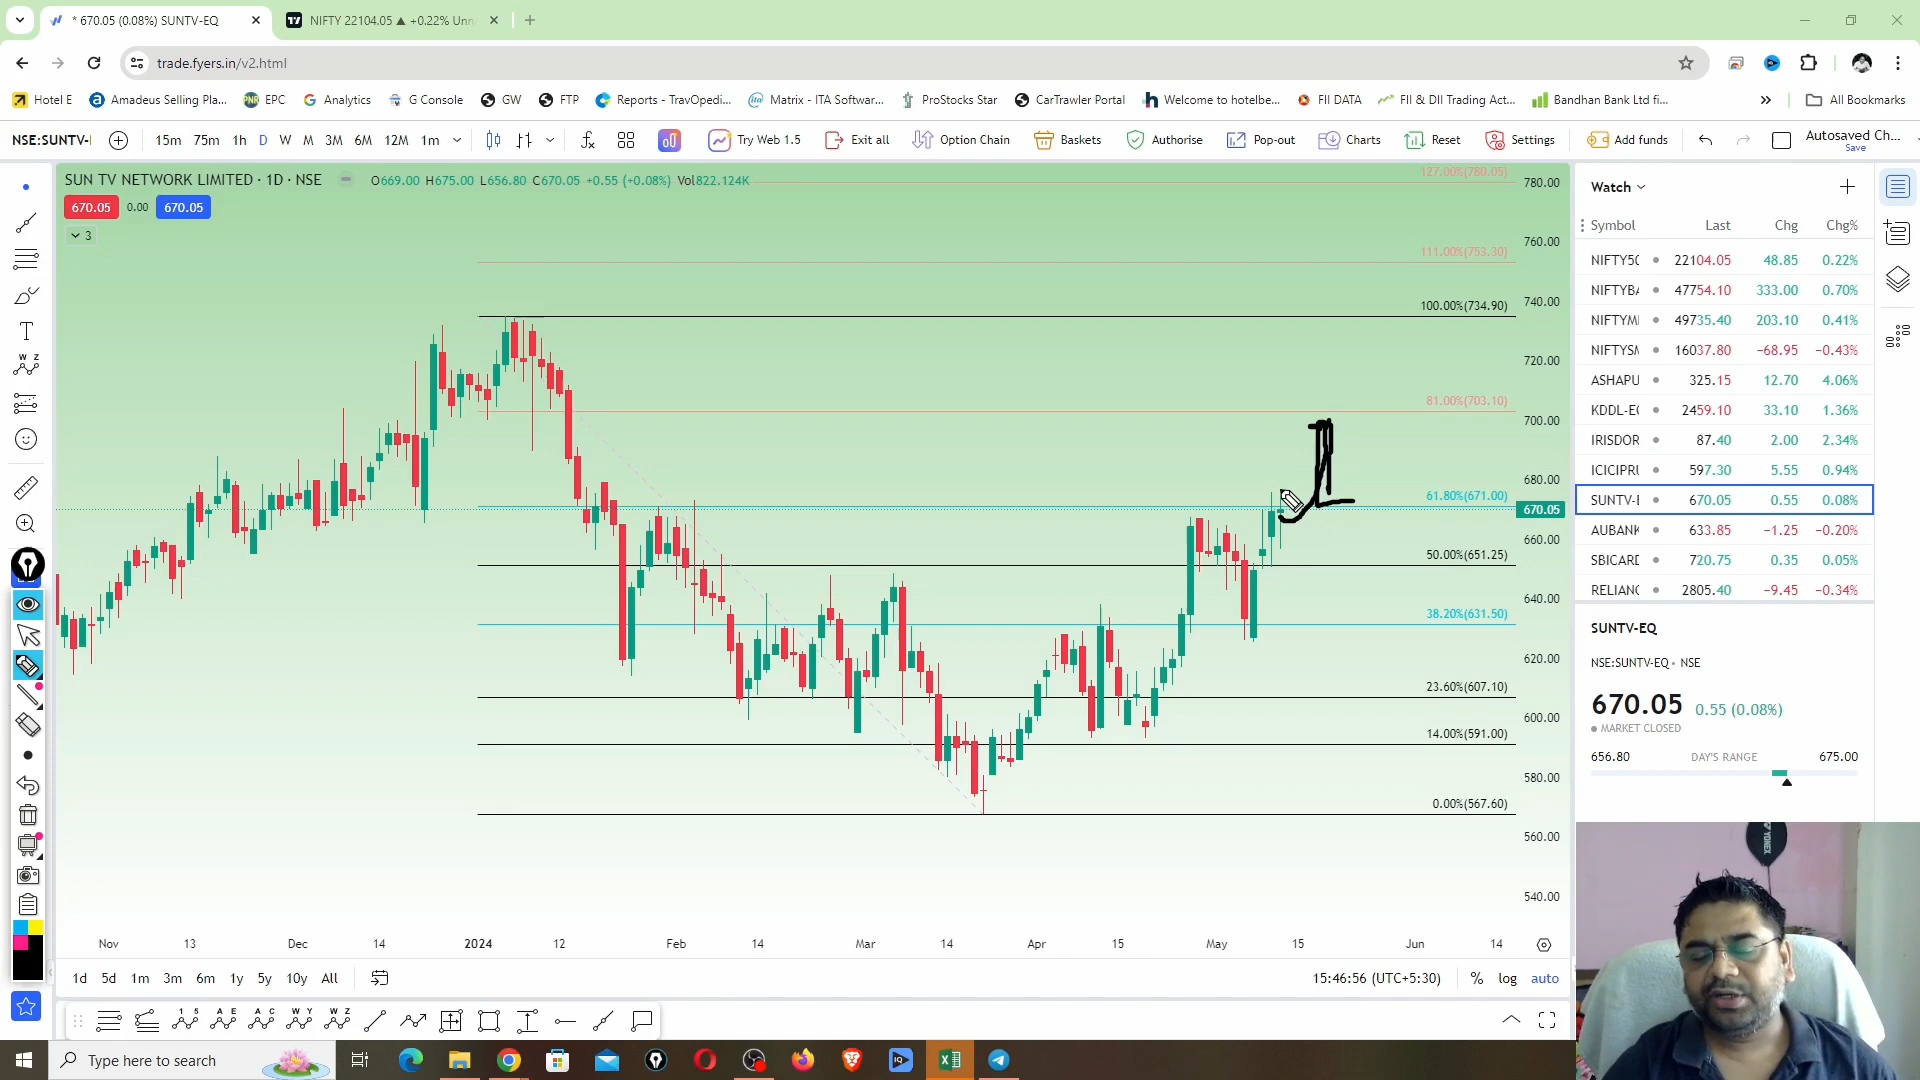 * 670.05 (0.08%) SUNTV-EQ
NIFTY 22104.05 ▲ +0.22% Unn
trade.fyers.in/v2.html
Hotel E Amadeus Selling Pla... EPC Analytics G Console GW FTP Reports - TravOpedi... Matrix - ITA Softwar... ProStocks Star CarTrawler Portal Welcome to hotelbe... FII DATA FII & DII Trading Act... Bandhan Bank Ltd fi... » All Bookmarks
NSE:SUNTV- 15m 75m 1h D W M 3M 6M 12M 1m Try Web 1.5 Exit all Option Chain Baskets Authorise Pop-out Charts Reset Settings Add funds Autosaved Ch...
Save
SUN TV NETWORK LIMITED · 1D · NSE O669.00 H675.00 L656.80 C670.05 +0.55 (+0.08%) Vol822.124K
670.05 0.00 670.05
3
127.00%(780.05)
111.00%(753.30)
100.00%(734.90)
81.00%(703.10)
61.80%(671.00)
50.00%(651.25)
38.20%(631.50)
23.60%(607.10)
14.00%(591.00)
0.00%(567.60)
780.00
760.00
740.00
720.00
700.00
680.00
670.05
660.00
640.00
620.00
600.00
580.00
560.00
540.00
Nov 13 Dec 14 2024 12 Feb 14 Mar 14 Apr 15 May 15 Jun 14
1d 5d 1m 3m 6m 1y 5y 10y All 15:46:56 (UTC+5:30) % log auto
Watch
Symbol Last Chg Chg%
NIFTY50 22104.05 48.85 0.22%
NIFTYBA 47754.10 333.00 0.70%
NIFTYMI 49735.40 203.10 0.41%
NIFTYSM 16037.80 −68.95 −0.43%
ASHAPU 325.15 12.70 4.06%
KDDL-EQ 2459.10 33.10 1.36%
IRISDOR 87.40 2.00 2.34%
ICICIPRU 597.30 5.55 0.94%
SUNTV-E 670.05 0.55 0.08%
AUBANK 633.85 −1.25 −0.20%
SBICARD 720.75 0.35 0.05%
RELIANC 2805.40 −9.45 −0.34%
SUNTV-EQ
NSE:SUNTV-EQ • NSE
670.05 0.55 (0.08%)
MARKET CLOSED
656.80 DAY'S RANGE 675.00
YONEX
Type here to search